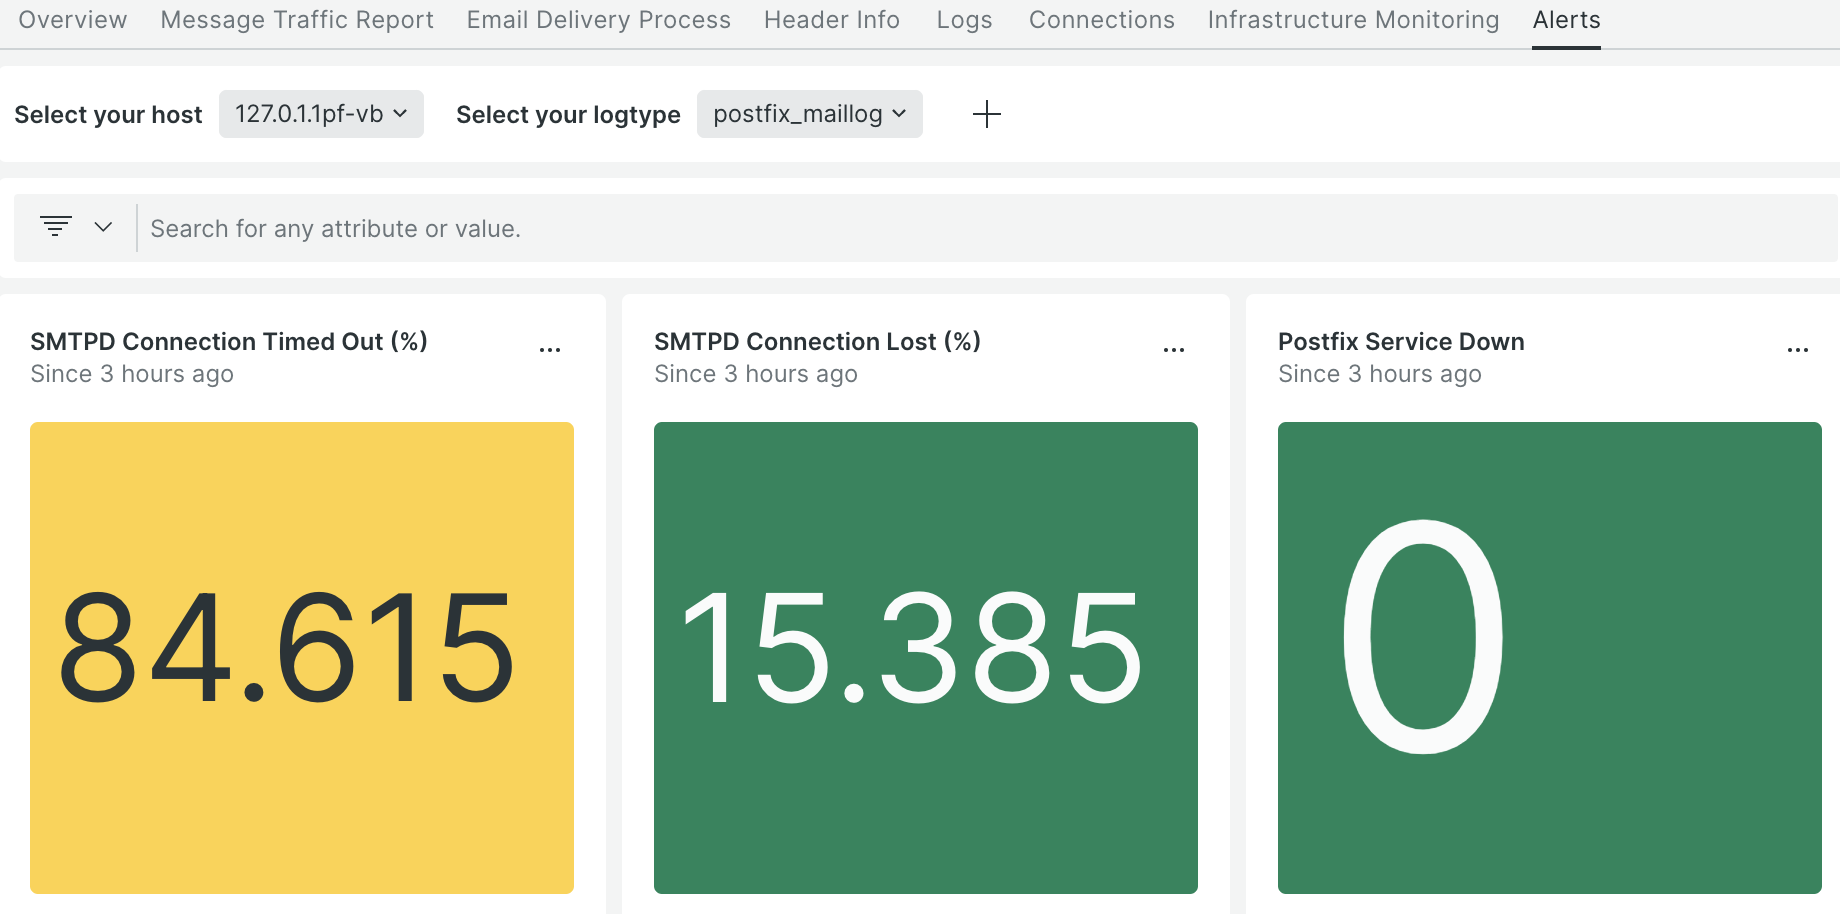 Overview Message Traffic Report Email Delivery Process Header Info Logs Connections Infrastructure Monitoring Alerts
Select your host 127.0.1.1pf-vb Select your logtype postfix_maillog
Search for any attribute or value.
SMTPD Connection Timed Out (%)
Since 3 hours ago
84.615
SMTPD Connection Lost (%)
Since 3 hours ago
15.385
Postfix Service Down
Since 3 hours ago
0